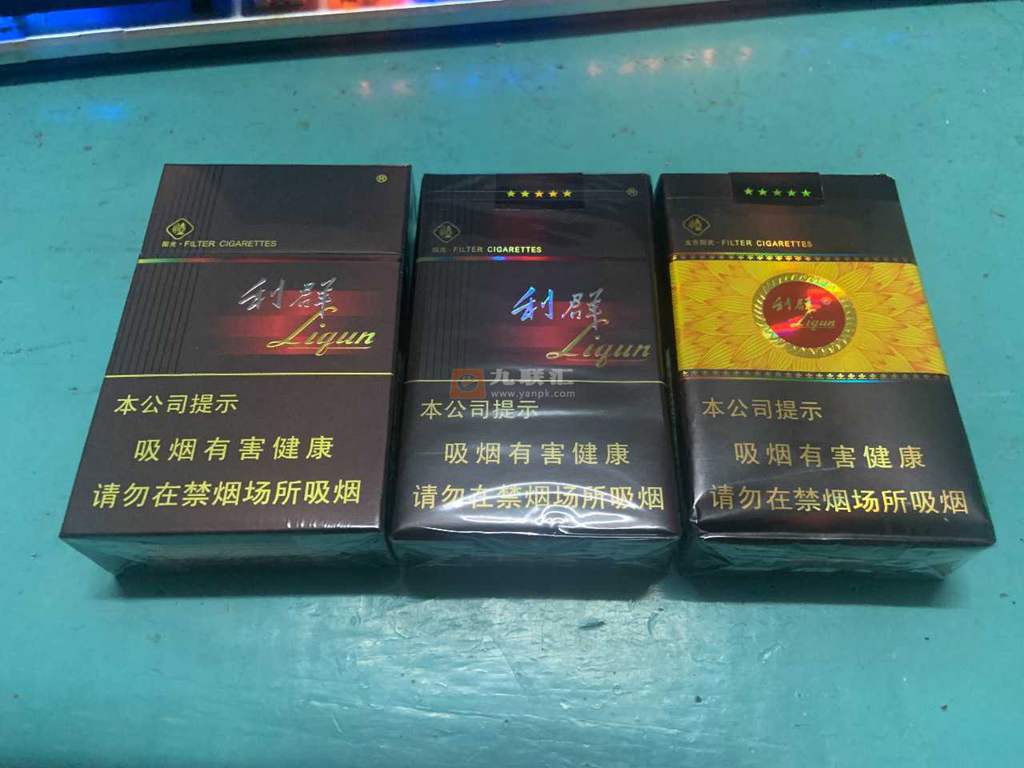 ®
阳光·FILTER CIGARETTES
利群
Liqun
本公司提示
吸烟有害健康
请勿在禁烟场所吸烟
★★★★★
®
阳光·FILTER CIGARETTES
利群
Liqun
九联汇
www.yanpk.com
本公司提示
吸烟有害健康
请勿在禁烟场所吸烟
★★★★★
FILTER CIGARETTES
利群
Liqun
本公司提示
吸烟有害健康
请勿在禁烟场所吸烟